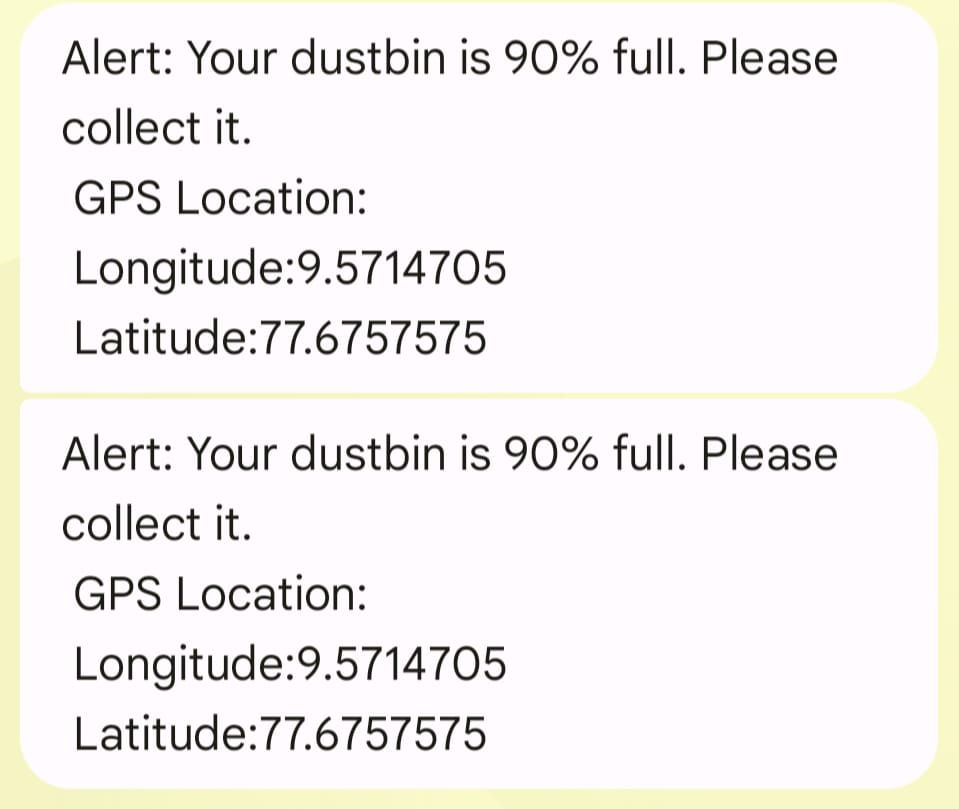 Alert: Your dustbin is 90% full. Please
collect it.
GPS Location:
Longitude:9.5714705
Latitude:77.6757575
Alert: Your dustbin is 90% full. Please
collect it.
GPS Location:
Longitude:9.5714705
Latitude:77.6757575